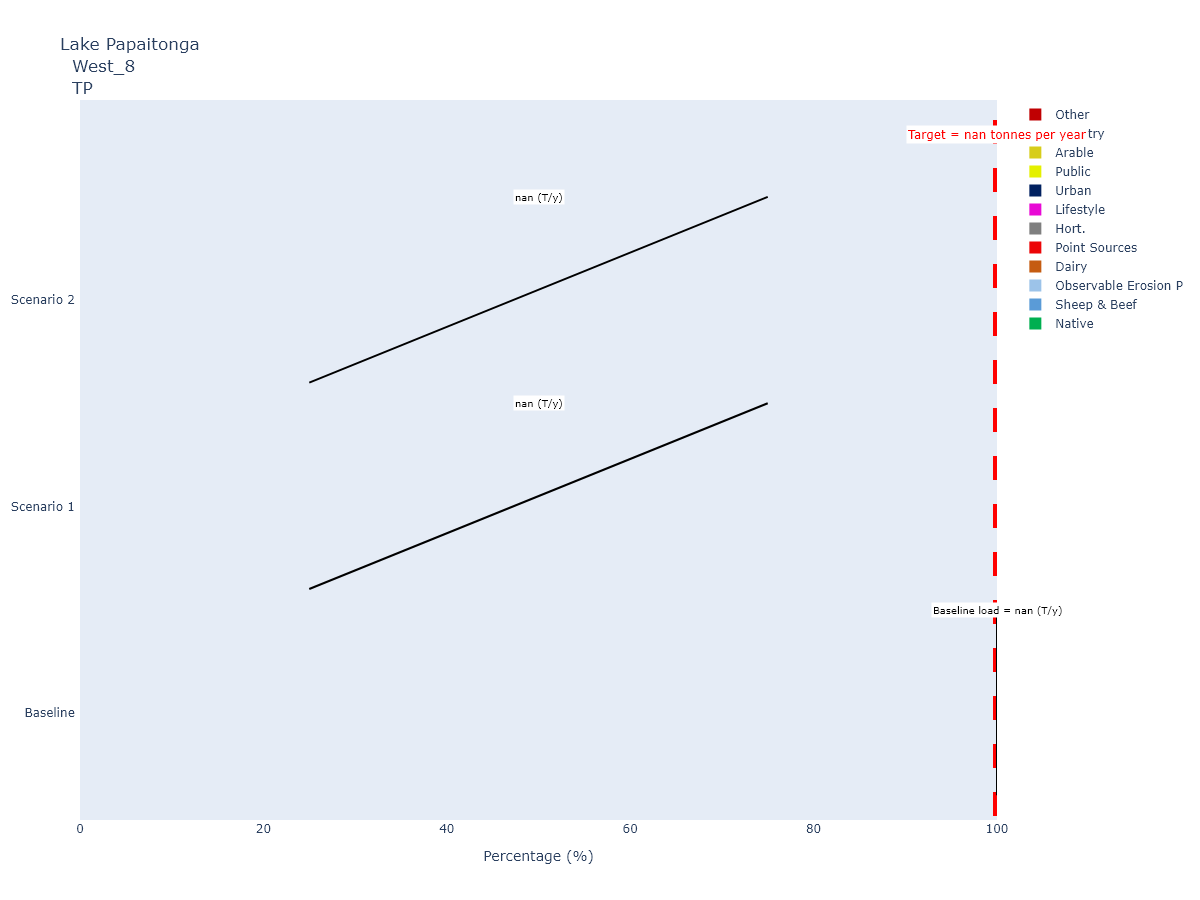 Lake Papaitonga
West_8
TP
Other
Target = nan tonnes per year
try
Arable
Public
Urban
Lifestyle
Hort.
Point Sources
Dairy
Observable Erosion P
Sheep & Beef
Native
nan (T/y)
Scenario 2
nan (T/y)
Scenario 1
Baseline load = nan (T/y)
Baseline
0
20
40
60
80
100
Percentage (%)